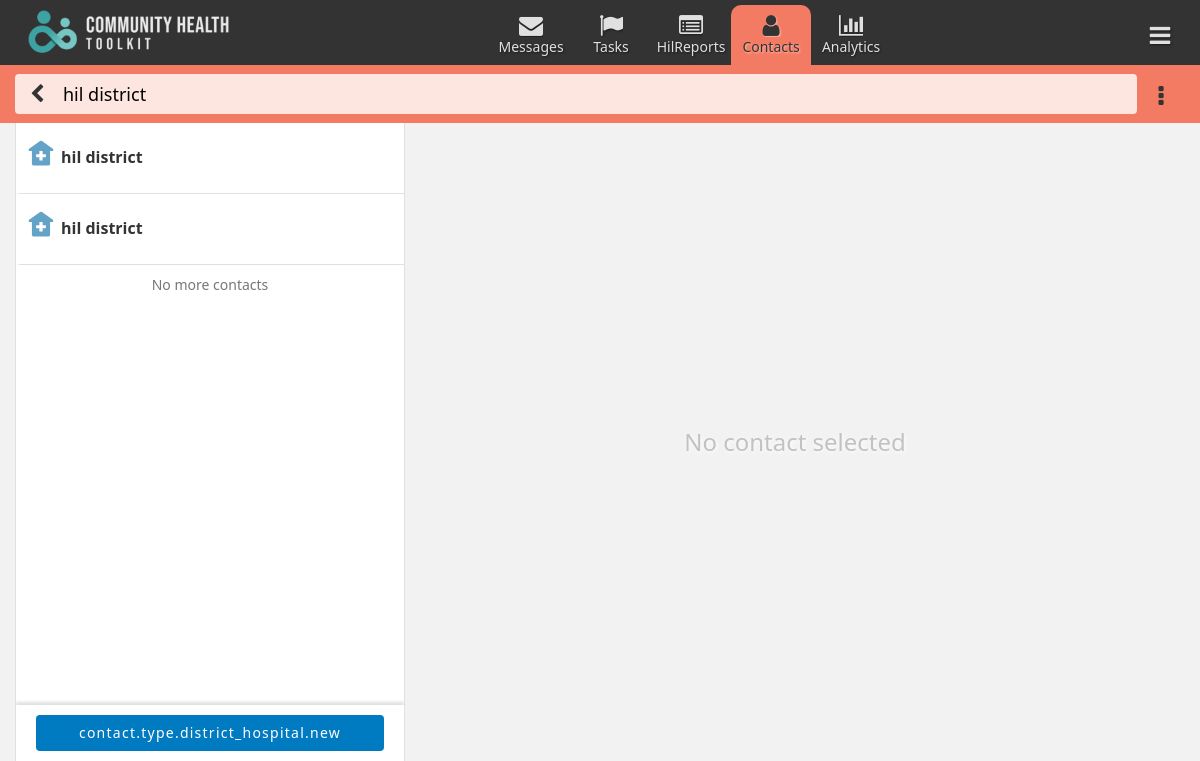 COMMUNITY HEALTH
TOOLKIT
Messages
Tasks
HilReports
Contacts
Analytics
hil district
hil district
hil district
No more contacts
No contact selected
contact.type.district_hospital.new